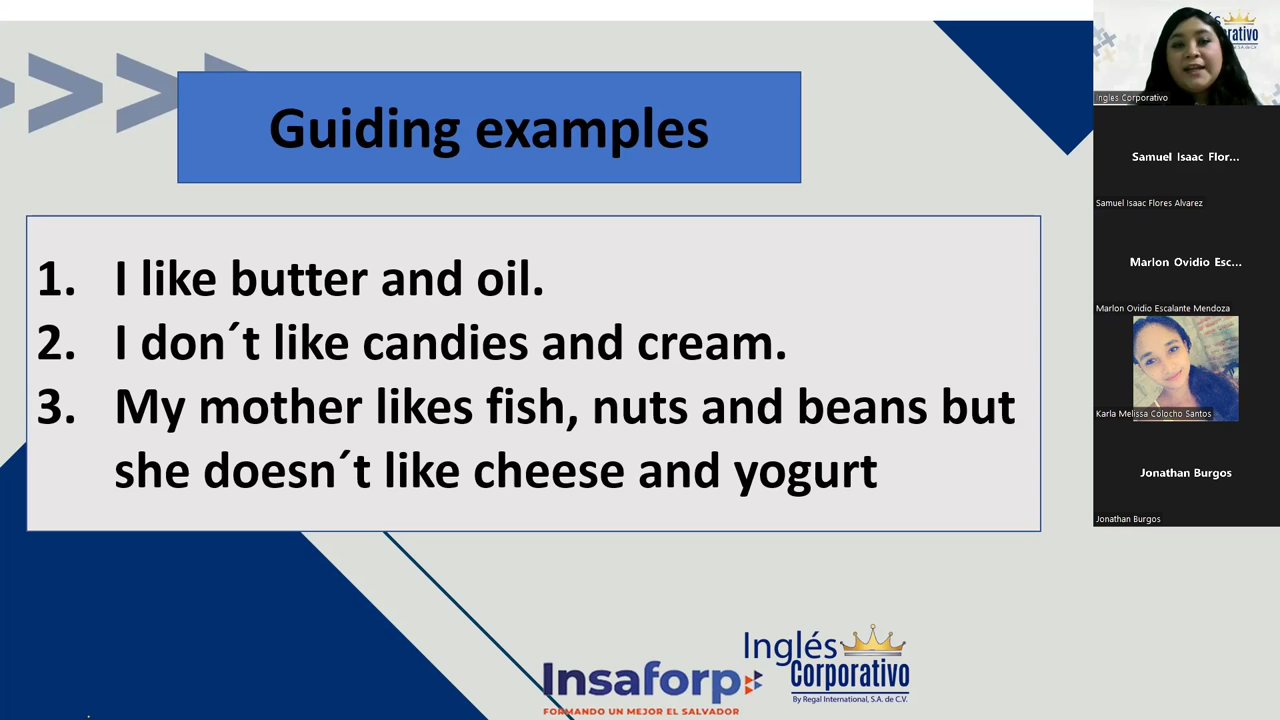 Guiding examples
1. I like butter and oil.
2. I don´t like candies and cream.
3. My mother likes fish, nuts and beans but
she doesn´t like cheese and yogurt
Insaforp
FORMANDO UN MEJOR EL SALVADOR
Inglés
Corporativo
By Regal International, S.A. de C.V.
Ingles Corporativo
Samuel Isaac Flor...
Samuel Isaac Flores Alvarez
Marlon Ovidio Esc...
Marlon Ovidio Escalante Mendoza
Karla Melissa Colocho Santos
Jonathan Burgos
Jonathan Burgos